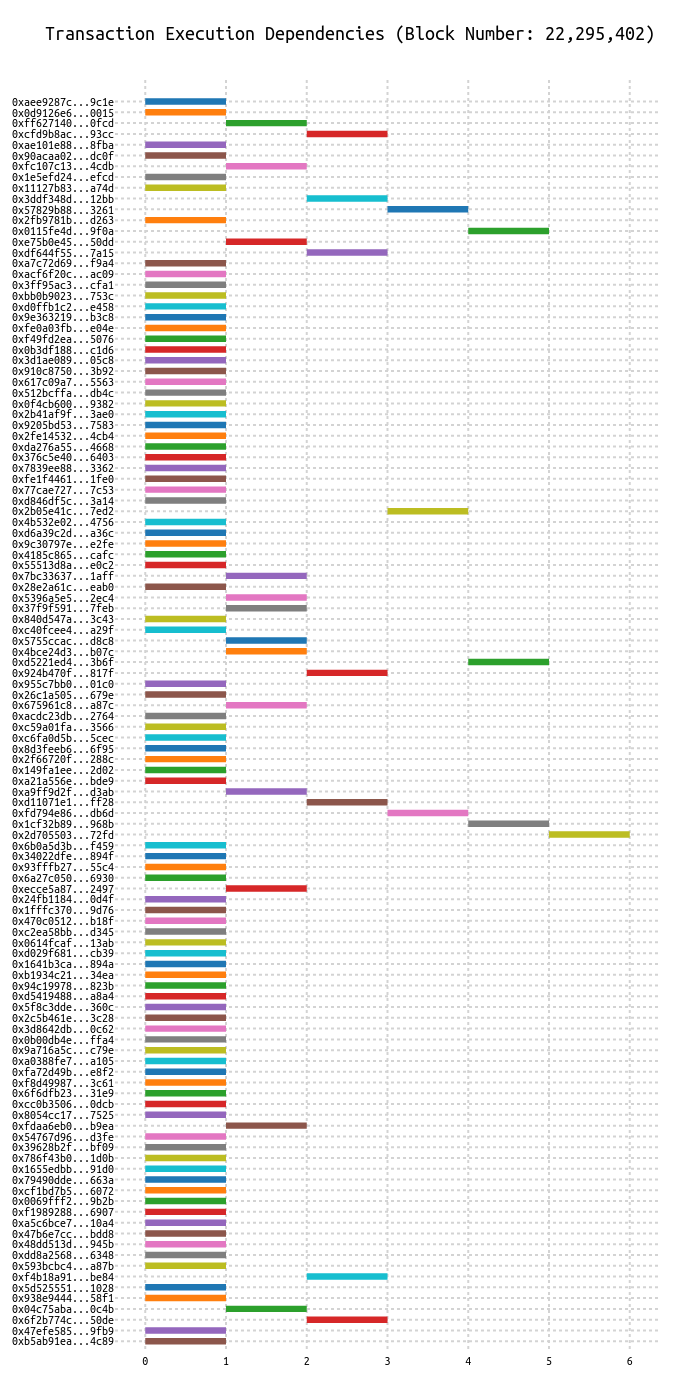 Transaction Execution Dependencies (Block Number: 22,295,402)
0xaee9287c...9c1e
0x0d9126e6...0015
0xff627140...0fcd
0xcfd9b8ac...93cc
0xae101e88...8fba
0x90acaa02...dc0f
0xfc107c13...4cdb
0x1e5efd24...efcd
0x11127b83...a74d
0x3ddf348d...12bb
0x57829b88...3261
0x2fb9781b...d263
0x0115fe4d...9f0a
0xe75b0e45...50dd
0xdf644f55...7a15
0xa7c72d69...f9a4
0xacf6f20c...ac09
0x3ff95ac3...cfa1
0xbb0b9023...753c
0xd0ffb1c2...e458
0x9e363219...b3c8
0xfe0a03fb...e04e
0xf49fd2ea...5076
0x0b3df188...c1d6
0x3d1ae089...05c8
0x910c8750...3b92
0x617c09a7...5563
0x512bcffa...db4c
0x0f4cb600...9382
0x2b41af9f...3ae0
0x9205bd53...7583
0x2fe14532...4cb4
0xda276a55...4668
0x376c5e40...6403
0x7839ee88...3362
0xfe1f4461...1fe0
0x77cae727...7c53
0xd846df5c...3a14
0x2b05e41c...7ed2
0x4b532e02...4756
0xd6a39c2d...a36c
0x9c30797e...e2fe
0x4185c865...cafc
0x55513d8a...e0c2
0x7bc33637...1aff
0x28e2a61c...eab0
0x5396a5e5...2ec4
0x37f9f591...7feb
0x840d547a...3c43
0xc40fcee4...a29f
0x5755ccac...d8c8
0x4bce24d3...b07c
0xd5221ed4...3b6f
0x924b470f...817f
0x955c7bb0...01c0
0x26c1a505...679e
0x675961c8...a87c
0xacdc23db...2764
0xc59a01fa...3566
0xc6fa0d5b...5cec
0x8d3feeb6...6f95
0x2f66720f...288c
0x149fa1ee...2d02
0xa21a556e...bde9
0xa9ff9d2f...d3ab
0xd11071e1...ff28
0xfd794e86...db6d
0x1cf32b89...968b
0x2d705503...72fd
0x6b0a5d3b...f459
0x34022dfe...894f
0x93fffb27...55c4
0x6a27c050...6930
0xecce5a87...2497
0x24fb1184...0d4f
0x1fffc370...9d76
0x470c0512...b18f
0xc2ea58bb...d345
0x0614fcaf...13ab
0xd029f681...cb39
0x1641b3ca...894a
0xb1934c21...34ea
0x94c19978...823b
0xd5419488...a8a4
0x5f8c3dde...360c
0x2c5b461e...3c28
0x3d8642db...0c62
0x0b00db4e...ffa4
0x9a716a5c...c79e
0xa0388fe7...a105
0xfa72d49b...e8f2
0xf8d49987...3c61
0x6f6dfb23...31e9
0xcc0b3506...0dcb
0x8054cc17...7525
0xfdaa6eb0...b9ea
0x54767d96...d3fe
0x39628b2f...bf09
0x786f43b0...1d0b
0x1655edbb...91d0
0x79490dde...663a
0xcf1bd7b5...6072
0x0069fff2...9b2b
0xf1989288...6907
0xa5c6bce7...10a4
0x47b6e7cc...bdd8
0x48dd513d...945b
0xdd8a2568...6348
0x593bcbc4...a87b
0xf4b18a91...be84
0x5d525551...1028
0x938e9444...58f1
0x04c75aba...0c4b
0x6f2b774c...50de
0x47efe585...9fb9
0xb5ab91ea...4c89
0 1 2 3 4 5 6